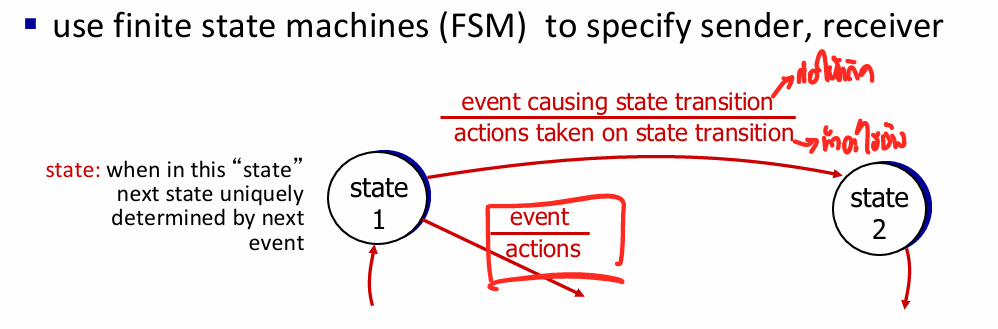 ▪ use finite state machines (FSM) to specify sender, receiver
event causing state transition
actions taken on state transition
state: when in this “state”
next state uniquely
determined by next
event
state
1
event
actions
state
2